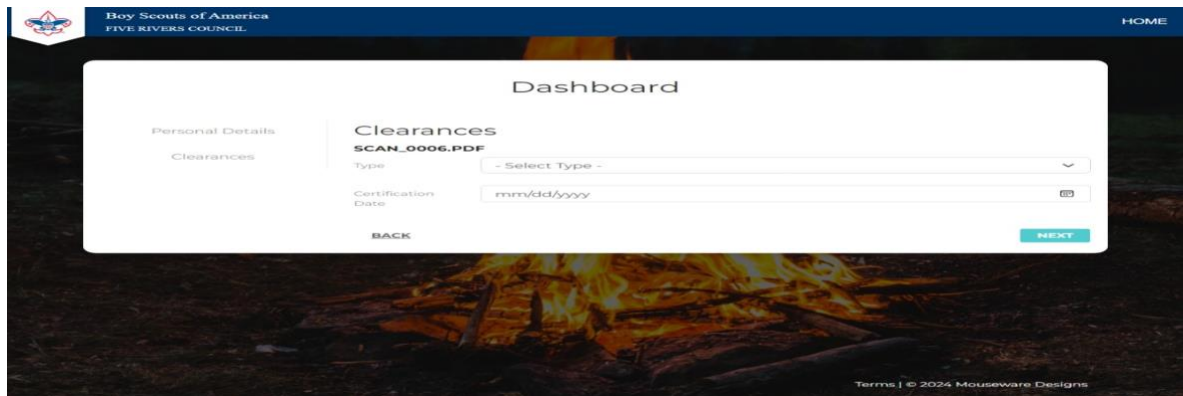 Boy Scouts of America
FIVE RIVERS COUNCIL
HOME
Dashboard
Personal Details
Clearances
Clearances
SCAN_0006.PDF
Type
- Select Type -
Certification
Date
mm/dd/yyyy
BACK
NEXT
Terms | © 2024 Mouseware Designs